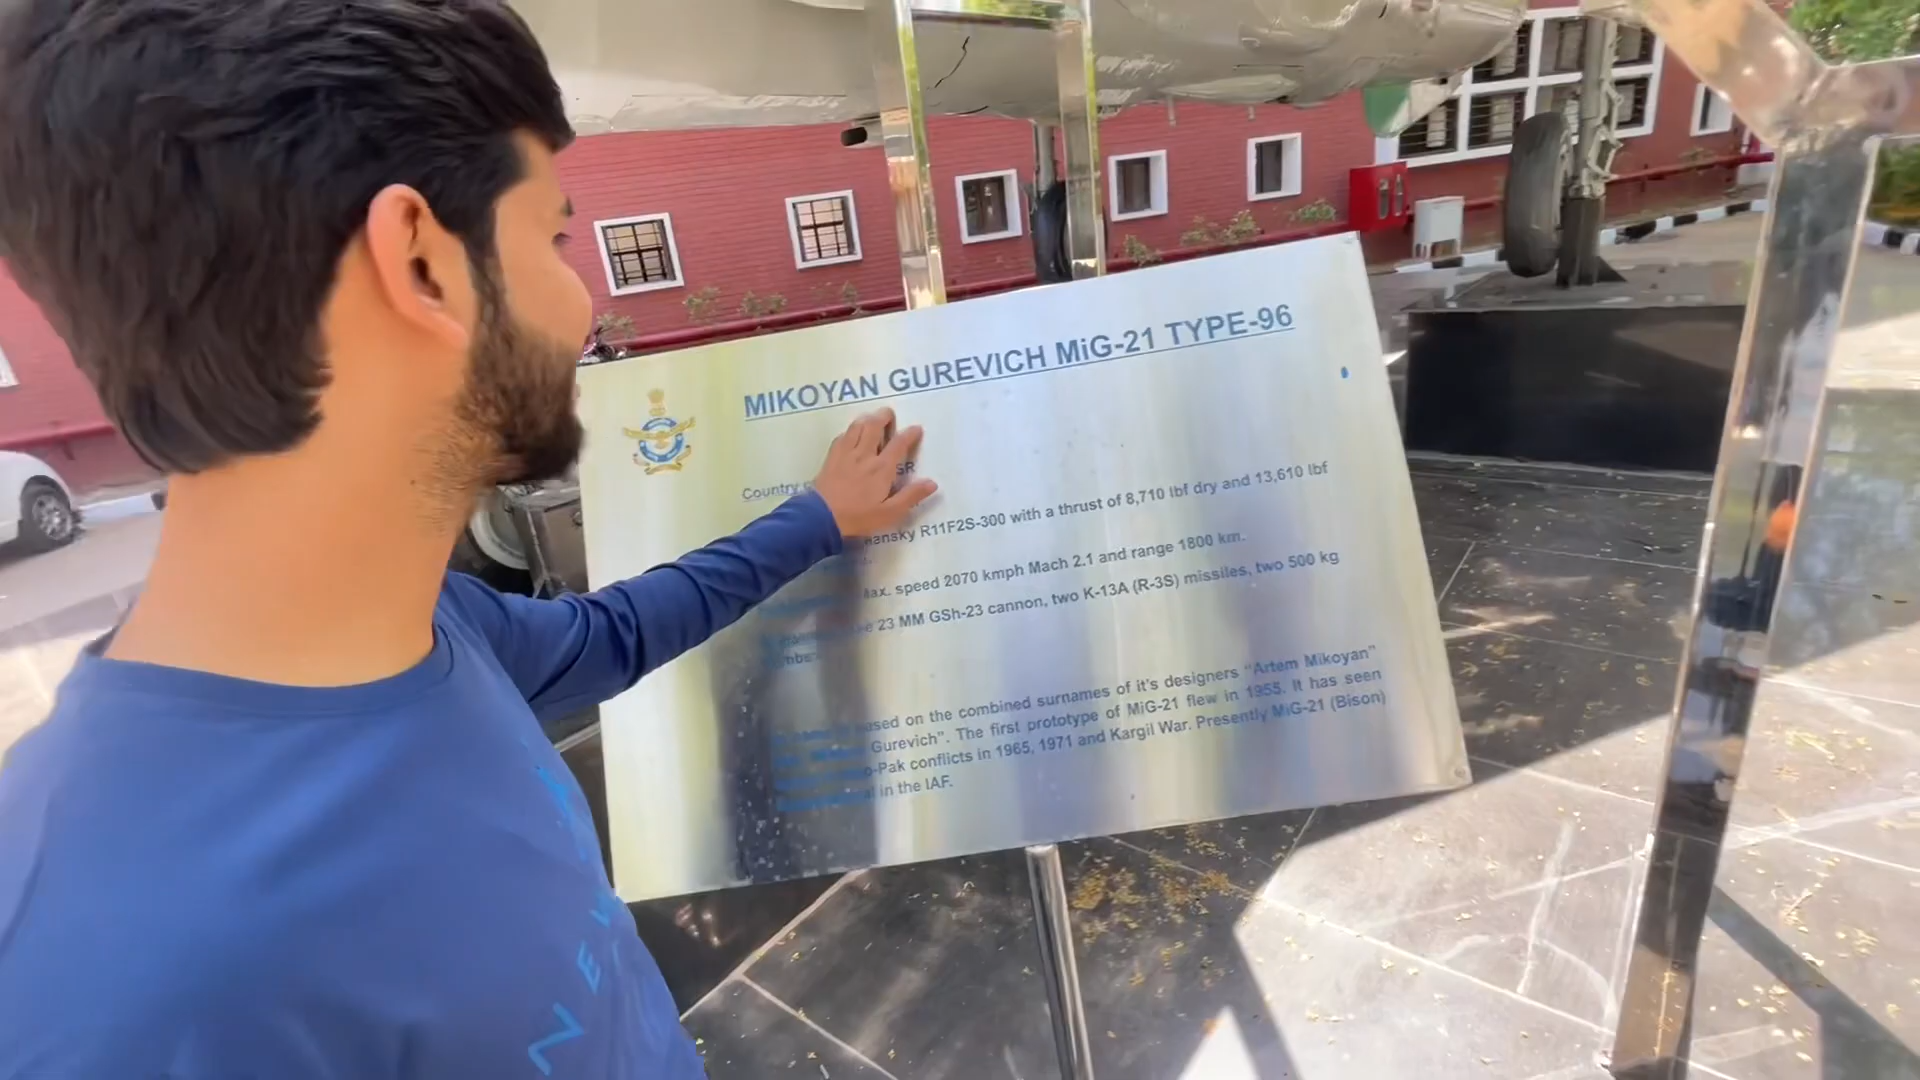 MIKOYAN GUREVICH MiG-21 TYPE-96
Country
R11F2S-300 with a thrust of 8,710 lbf dry and 13,610 lbf
speed 2070 kmph Mach 2.1 and range 1800 km.
23 MM GSh-23 cannon, two K-13A (R-3S) missiles, two 500 kg
on the combined surnames of it's designers "Artem Mikoyan"
Gurevich". The first prototype of MiG-21 flew in 1955. It has seen
conflicts in 1965, 1971 and Kargil War. Presently MiG-21 (Bison)
in the IAF.
NEW